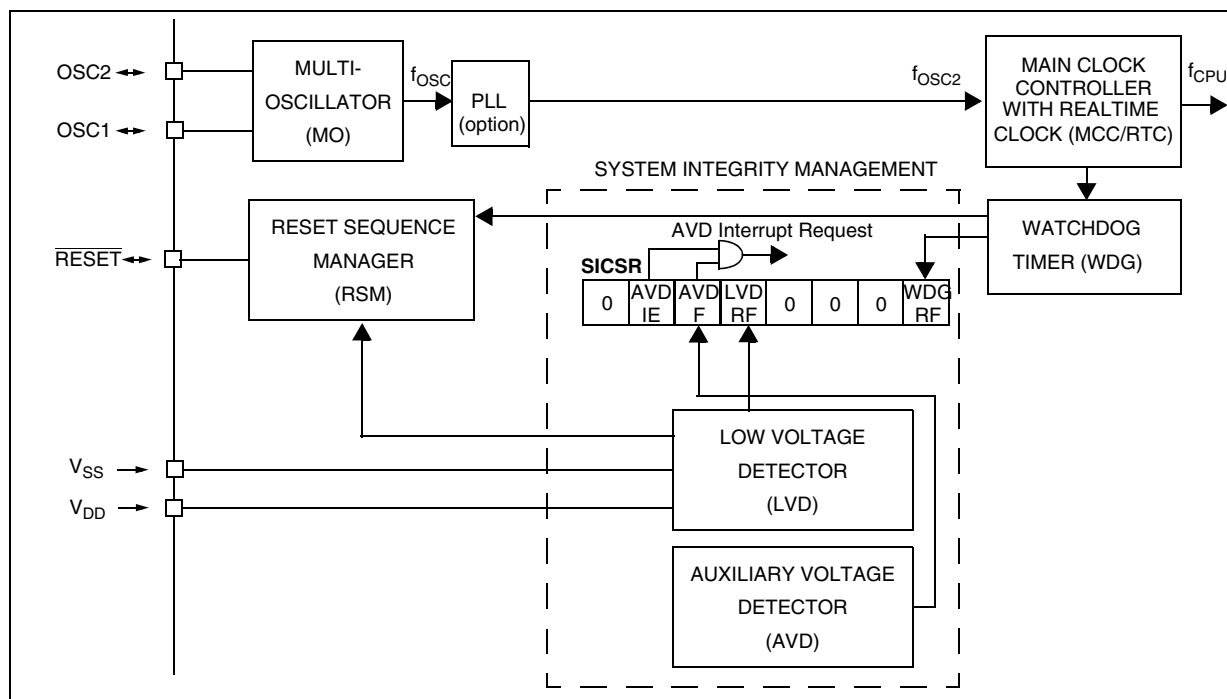 OSC2
OSC1
RESET
VSS
VDD
MULTI-
OSCILLATOR
(MO)
fOSC
PLL
(option)
fOSC2
MAIN CLOCK
CONTROLLER
WITH REALTIME
CLOCK (MCC/RTC)
fCPU
SYSTEM INTEGRITY MANAGEMENT
RESET SEQUENCE
MANAGER
(RSM)
AVD Interrupt Request
WATCHDOG
TIMER (WDG)
SICSR
0
AVD
IE
AVD
F
LVD
RF
0
0
0
WDG
RF
LOW VOLTAGE
DETECTOR
(LVD)
AUXILIARY VOLTAGE
DETECTOR
(AVD)